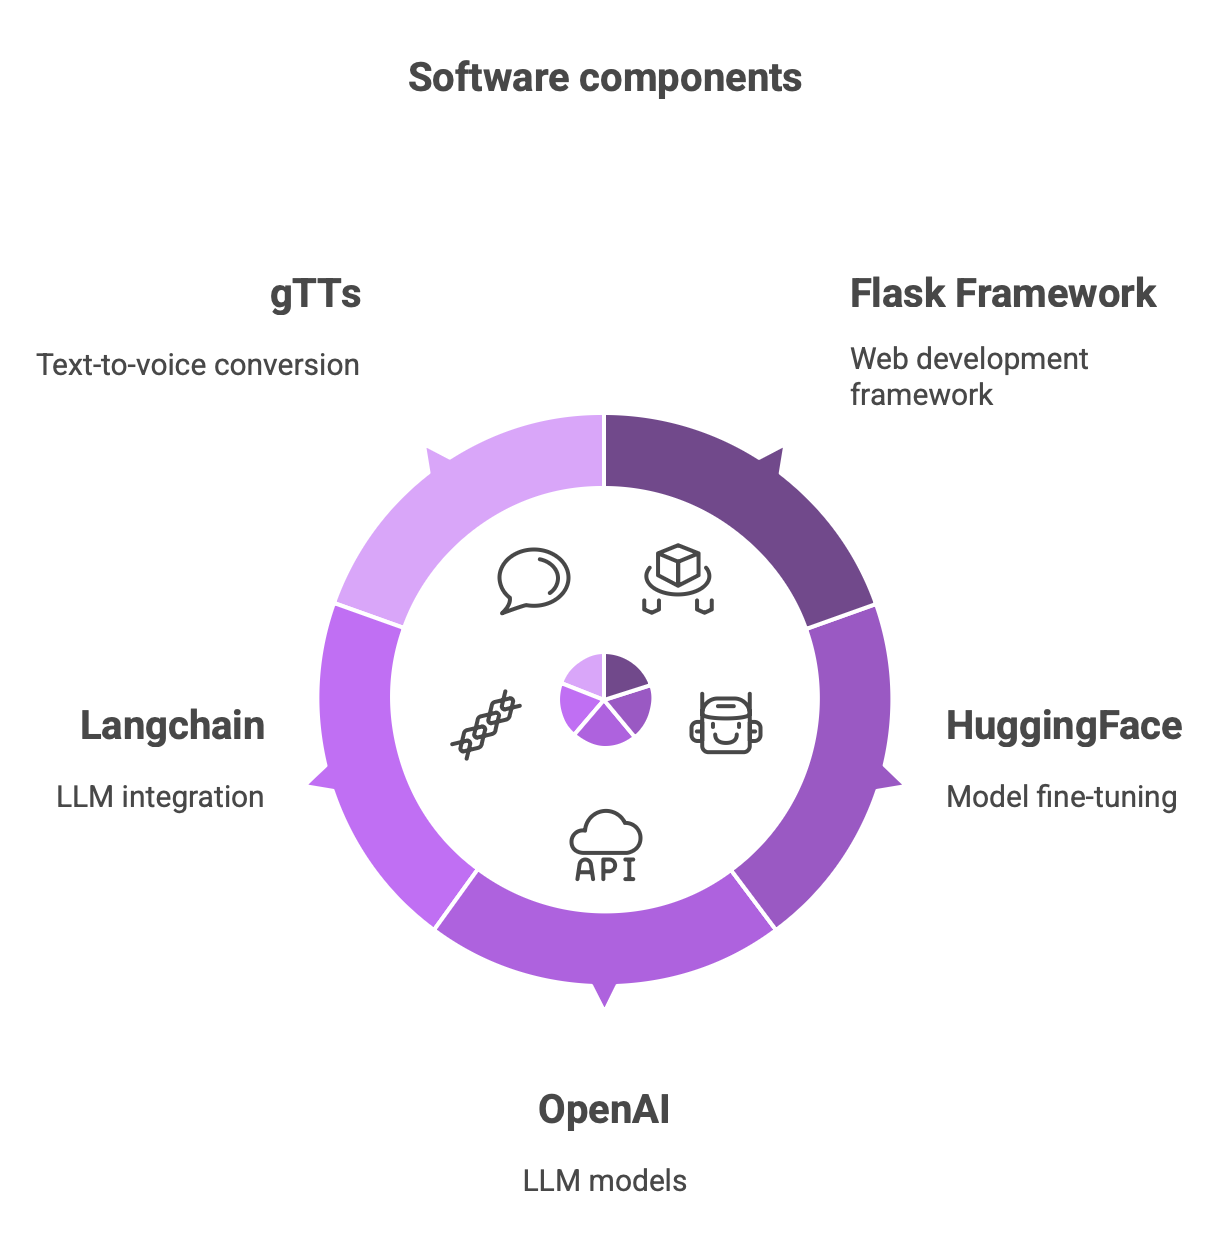 Software components
gTTs
Text-to-voice conversion
Flask Framework
Web development
framework
Langchain
LLM integration
HuggingFace
Model fine-tuning
API
OpenAI
LLM models